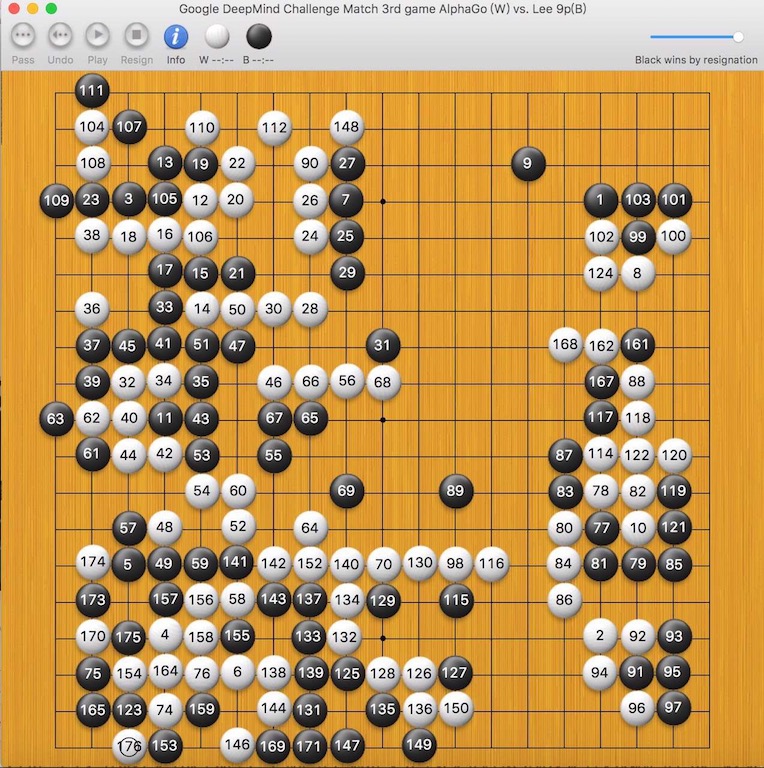 Google DeepMind Challenge Match 3rd game AlphaGo (W) vs. Lee 9p(B)
Pass Undo Play Resign Info W --:-- B --:-- Black wins by resignation
111
104 107 110 112 148
108 13 19 22 90 27 9
109 23 3 105 12 20 26 7 1 103 101
38 18 16 106 24 25 102 99 100
17 15 21 29 124 8
36 33 14 50 30 28
37 45 41 51 47 31 168 162 161
39 32 34 35 46 66 56 68 167 88
63 62 40 11 43 67 65 117 118
61 44 42 53 55 87 114 122 120
54 60 69 89 83 78 82 119
57 48 52 64 80 77 10 121
174 5 49 59 141 142 152 140 70 130 98 116 84 81 79 85
173 157 156 58 143 137 134 129 115 86
170 175 4 158 155 133 132 2 92 93
75 154 164 76 6 138 139 125 128 126 127 94 91 95
165 123 74 159 144 131 135 136 150 96 97
176 153 146 169 171 147 149